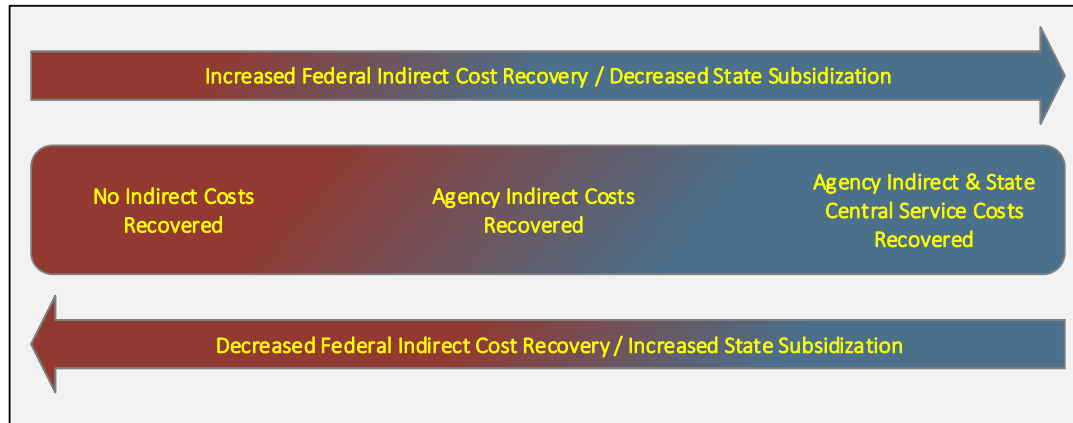 Increased Federal Indirect Cost Recovery / Decreased State Subsidization
No Indirect Costs
Recovered
Agency Indirect Costs
Recovered
Agency Indirect & State
Central Service Costs
Recovered
Decreased Federal Indirect Cost Recovery / Increased State Subsidization